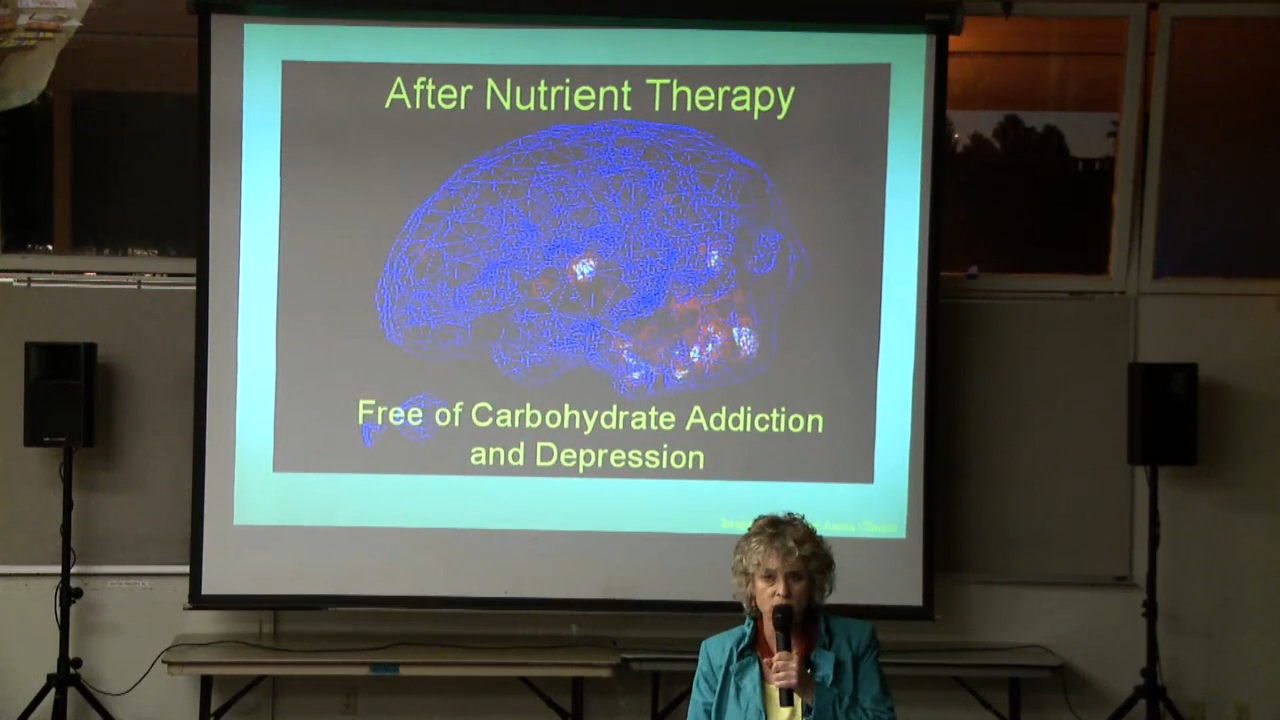 After Nutrient Therapy
Free of Carbohydrate Addiction
and Depression